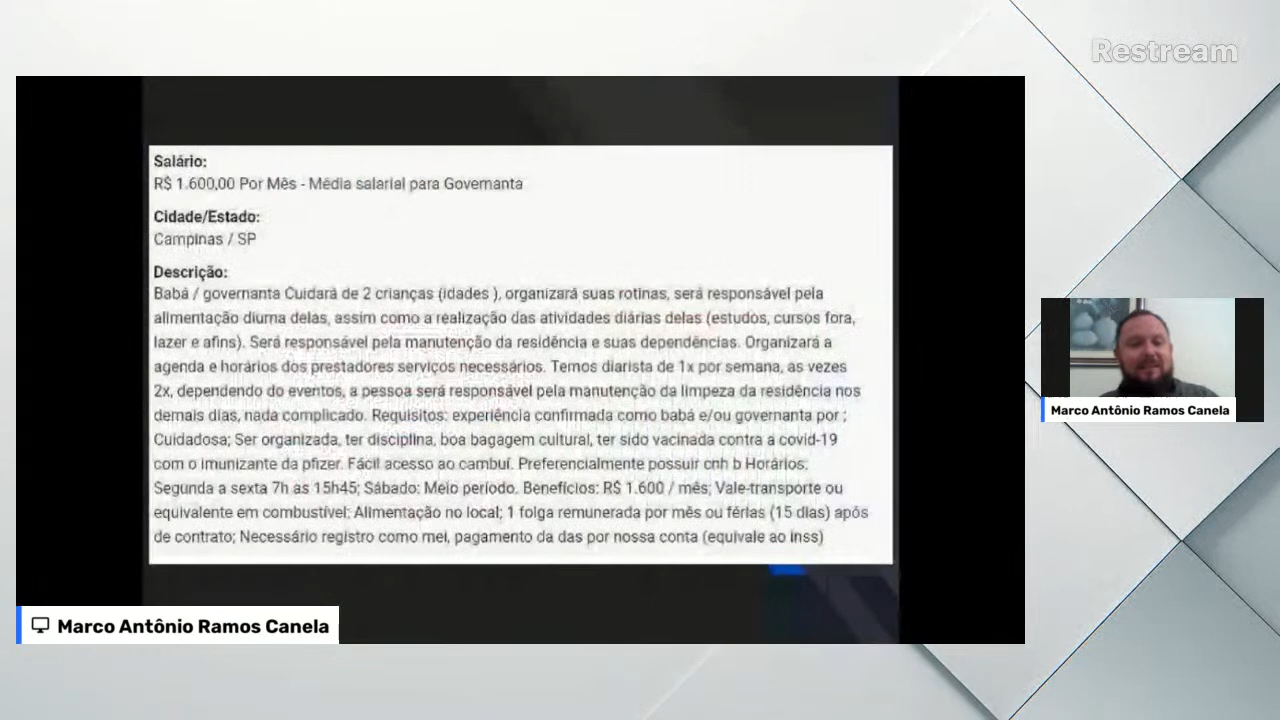 Restream
Salário:
R$ 1.600,00 Por Mês - Média salarial para Governanta
Cidade/Estado:
Campinas / SP
Descrição:
Babá / governanta Cuidará de 2 crianças (idades ), organizará suas rotinas, será responsável pela
alimentação diurna delas, assim como a realização das atividades diárias delas (estudos, cursos fora,
lazer e afins). Será responsável pela manutenção da residência e suas dependências. Organizará a
agenda e horários dos prestadores serviços necessários. Temos diarista de 1x por semana, as vezes
2x, dependendo do eventos, a pessoa será responsável pela manutenção da limpeza da residência nos
demais dias, nada complicado. Requisitos: experiência confirmada como babá e/ou governanta por ;
Cuidadosa; Ser organizada, ter disciplina, boa bagagem cultural, ter sido vacinada contra a covid-19
com o imunizante da pfizer. Fácil acesso ao cambuí. Preferencialmente possuir cnh b Horários:
Segunda a sexta 7h as 15h45; Sábado: Meio período. Benefícios: R$ 1.600 / mês; Vale-transporte ou
equivalente em combustível; Alimentação no local; 1 folga remunerada por mês ou férias (15 dias) após
de contrato; Necessário registro como mei, pagamento da das por nossa conta (equivale ao inss)
Marco Antônio Ramos Canela
Marco Antônio Ramos Canela